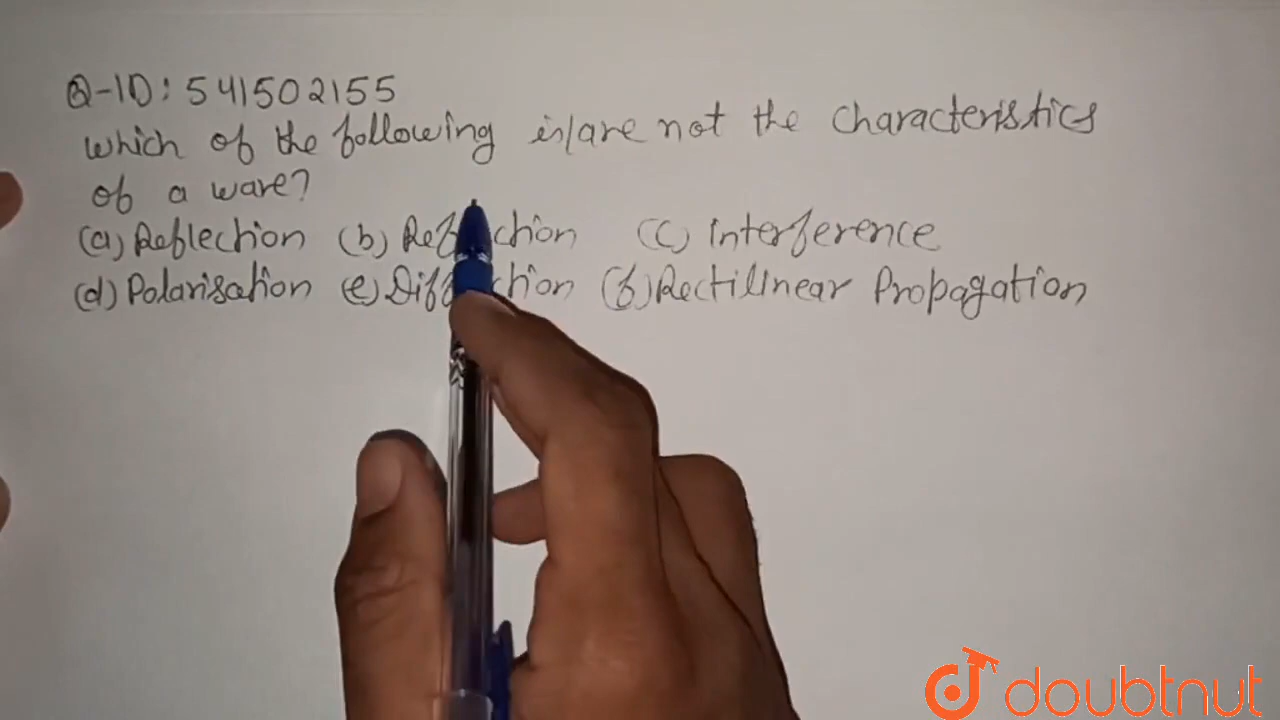 Q-ID: 541502155
which of the following is/are not the characteristics
of a wave?
(a) Reflection (b) (c) interference
(d) Polarisation (e) (f) Rectilinear Propagation
doubtnut